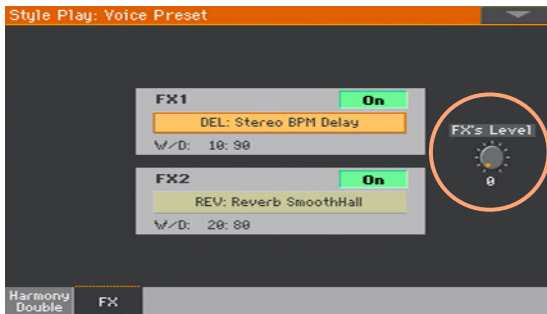 Style Play: Voice Preset
FX1 On
DEL: Stereo BPM Delay
W/D: 10:90
FX2 On
REV: Reverb SmoothHall
W/D: 20:80
FX's Level
0
Harmony
Double
FX